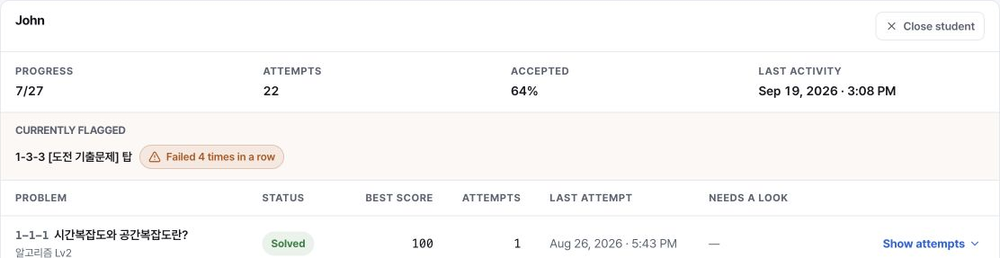 John
Close student
PROGRESS ATTEMPTS ACCEPTED LAST ACTIVITY
7/27 22 64% Sep 19, 2026 · 3:08 PM
CURRENTLY FLAGGED
1-3-3 [도전 기출문제] 탑 Failed 4 times in a row
PROBLEM STATUS BEST SCORE ATTEMPTS LAST ATTEMPT NEEDS A LOOK
1-1-1 시간복잡도와 공간복잡도란? Solved 100 1 Aug 26, 2026 · 5:43 PM — Show attempts
알고리즘 Lv2